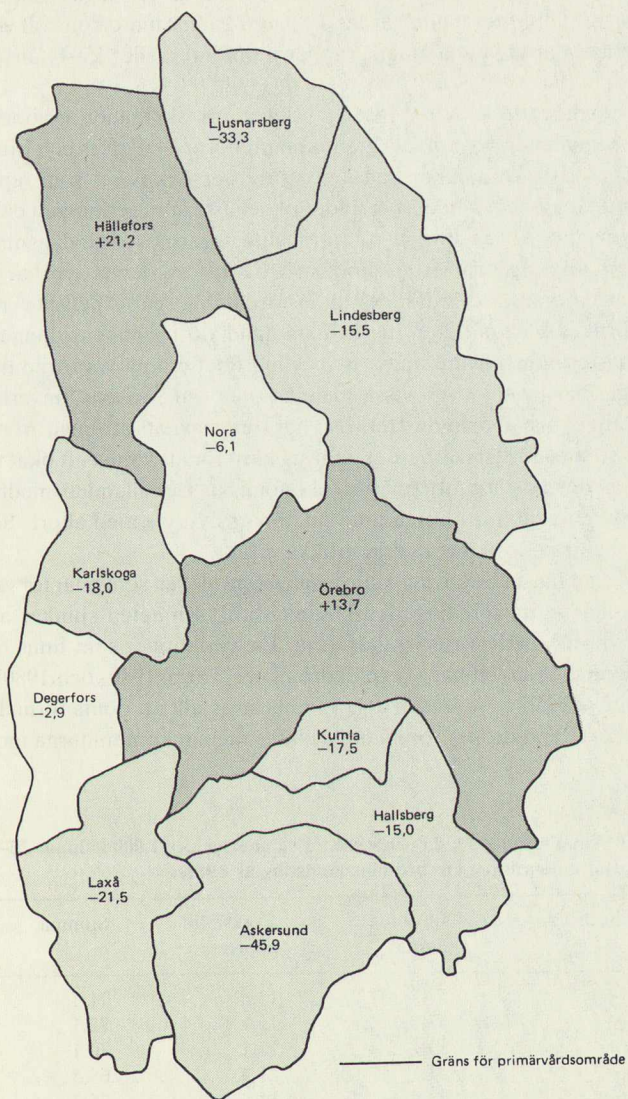 Ljusnarsberg
−33,3
Hällefors
+21,2
Lindesberg
−15,5
Nora
−6,1
Karlskoga
−18,0
Örebro
+13,7
Degerfors
−2,9
Kumla
−17,5
Hallsberg
−15,0
Laxå
−21,5
Askersund
−45,9
Gräns för primärvårdsområde